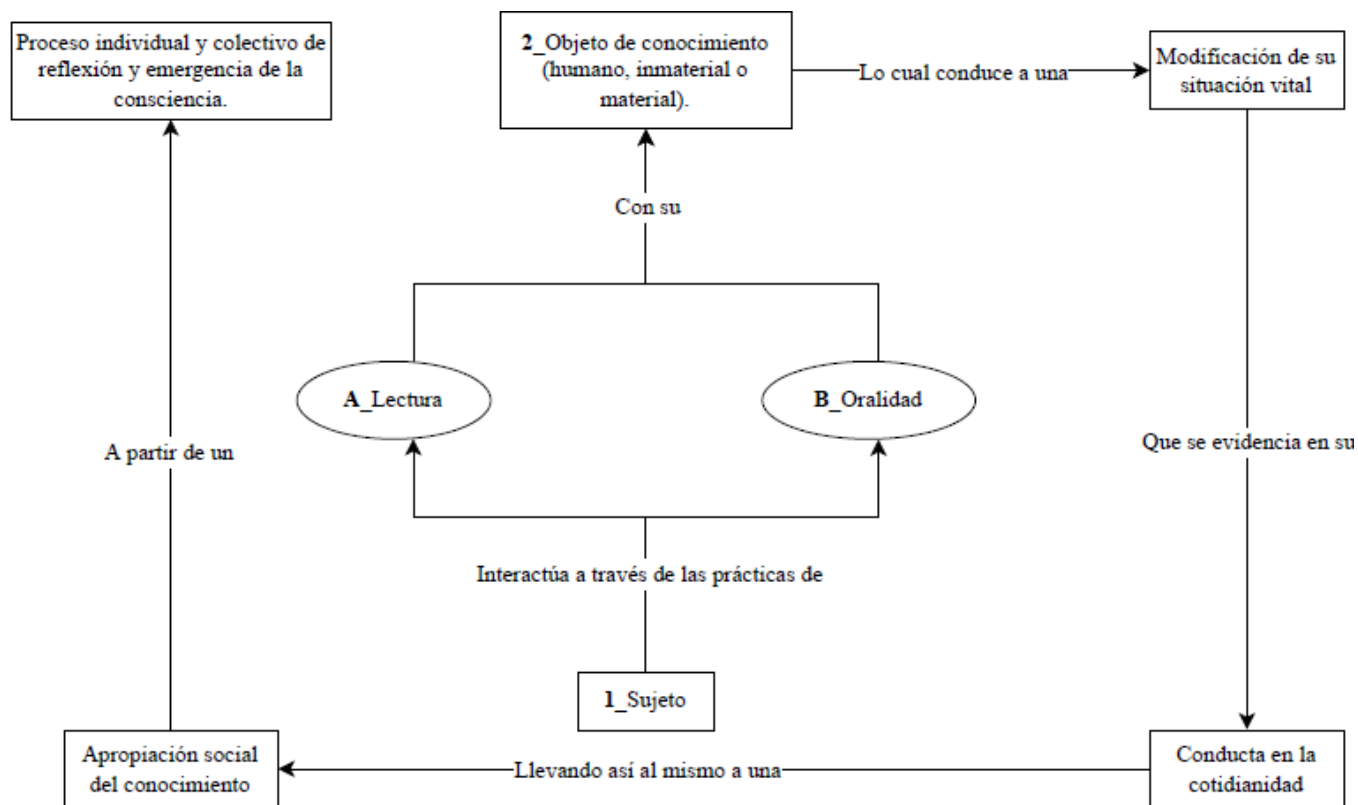 Proceso individual y colectivo de
reflexión y emergencia de la
consciencia.
2_Objeto de conocimiento
(humano, inmaterial o
material).
Lo cual conduce a una
Modificación de su
situación vital
Con su
A_Lectura
B_Oralidad
A partir de un
Que se evidencia en su
Interactúa a través de las prácticas de
1_Sujeto
Apropiación social
del conocimiento
Llevando así al mismo a una
Conducta en la
cotidianidad